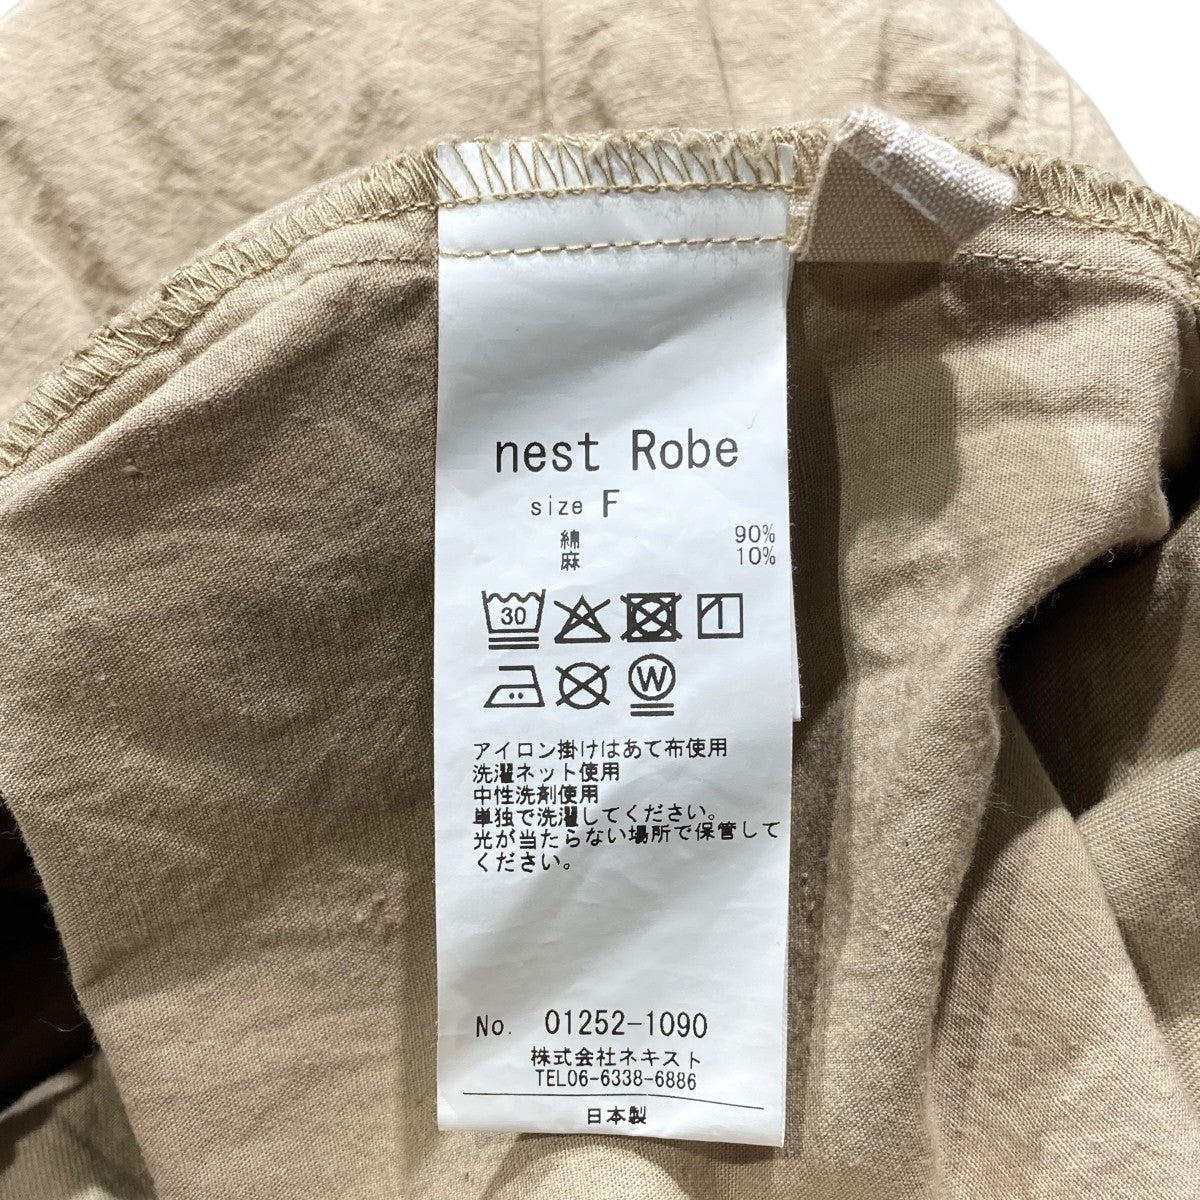 nest Robe
size F
綿 90%
麻 10%
30
W
アイロン掛けはあて布使用
洗濯ネット使用
中性洗剤使用
単独で洗濯してください。
光が当たらない場所で保管して
ください。
No. 01252-1090
株式会社ネキスト
TEL06-6338-6886
日本製